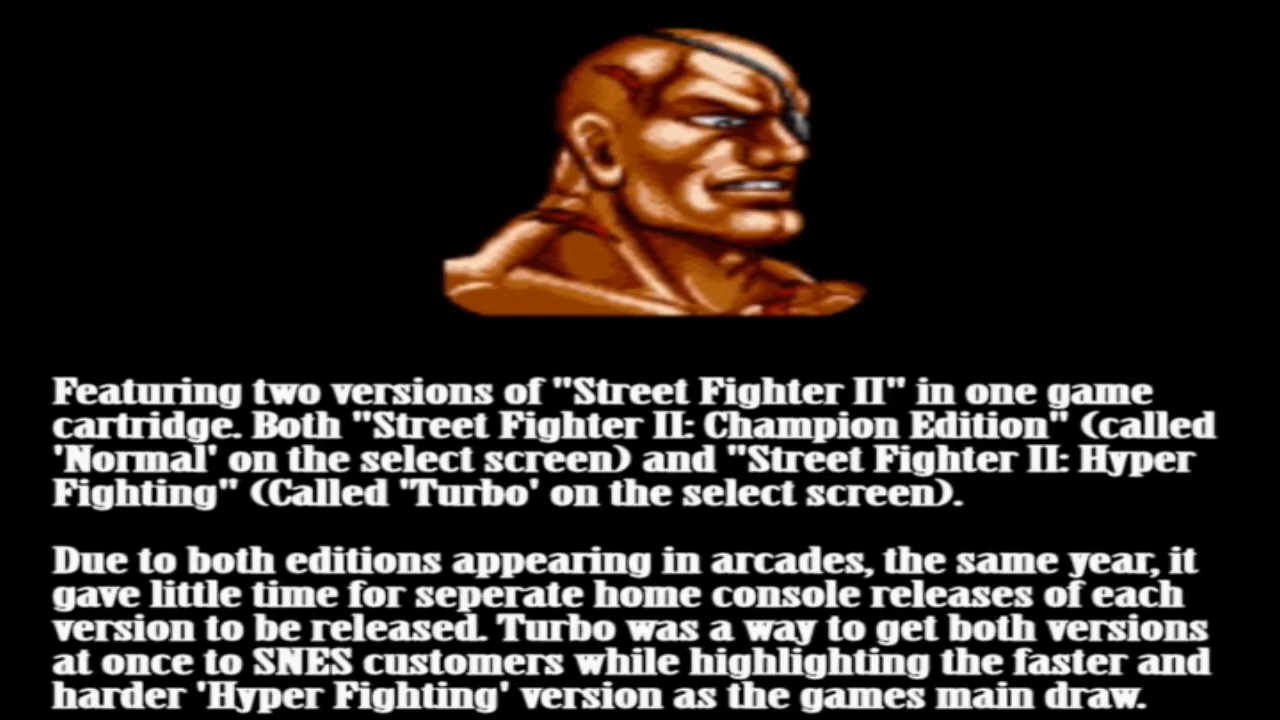 Featuring two versions of "Street Fighter II" in one game
cartridge. Both "Street Fighter II: Champion Edition" (called
'Normal' on the select screen) and "Street Fighter II: Hyper
Fighting" (Called 'Turbo' on the select screen).
Due to both editions appearing in arcades, the same year, it
gave little time for seperate home console releases of each
version to be released. Turbo was a way to get both versions
at once to SNES customers while highlighting the faster and
harder 'Hyper Fighting' version as the games main draw.